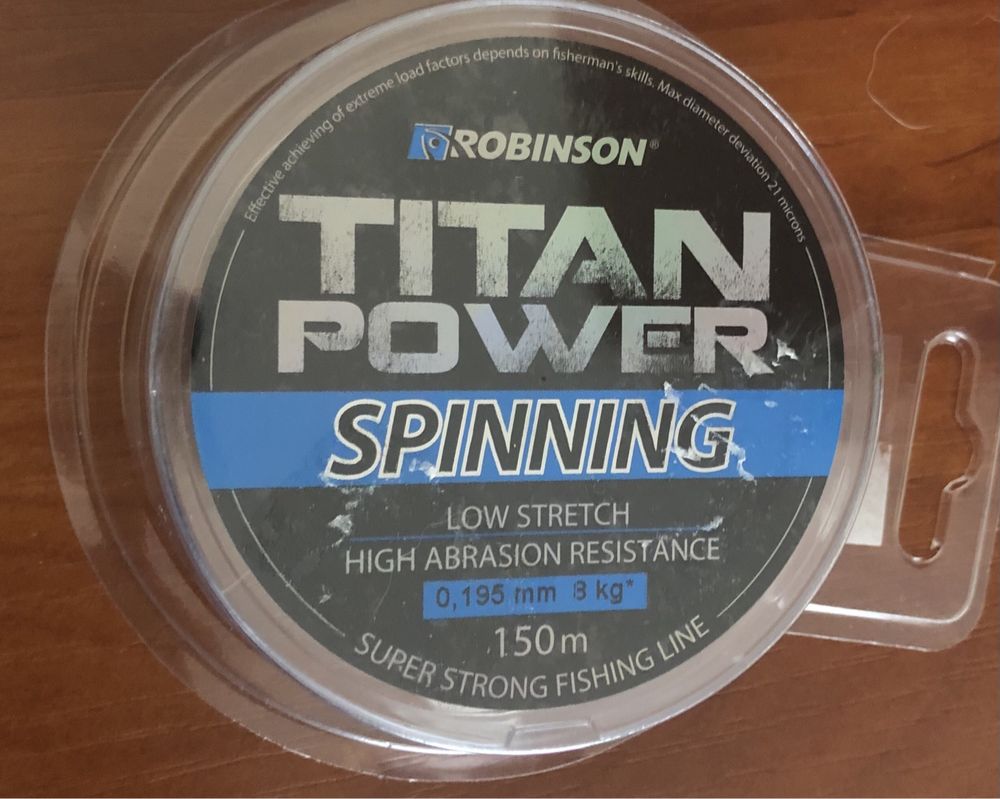 Effective achieving of extreme load factors depends on fisherman's skills. Max diameter deviation 21 microns
ROBINSON®
TITAN
POWER
SPINNING
LOW STRETCH
HIGH ABRASION RESISTANCE
0,195 mm 8 kg*
150 m
SUPER STRONG FISHING LINE